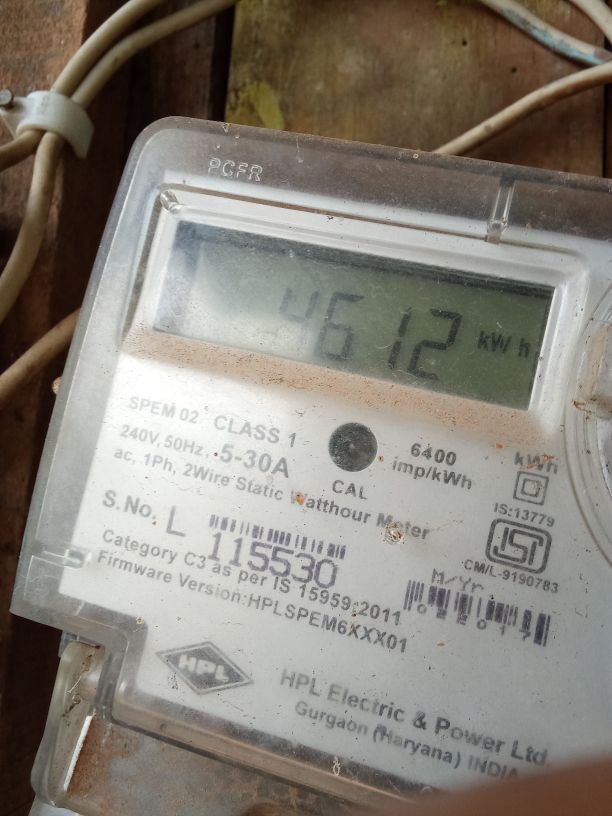 PCFR
4612 kWh
SPEM 02 CLASS 1
240V, 50Hz, 5-30A
ac, 1Ph, 2Wire Static Watthour Meter
CAL
6400
imp/kWh
kWh
IS:13779
ISI
CM/L-9190783
S.No. L 115530
Category C3 as per IS 15959:2011
Firmware Version:HPLSPEM6XXX01
M/Yr
HPL
HPL Electric & Power Ltd.
Gurgaon (Haryana) INDIA